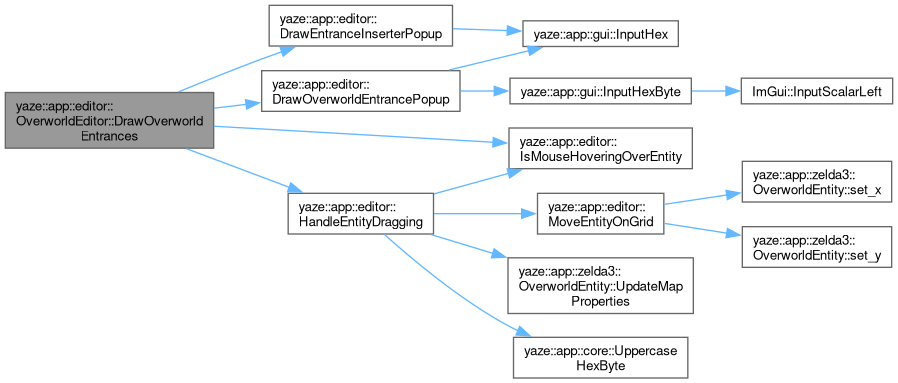 yaze::app::editor::
OverworldEditor::DrawOverworld
Entrances
yaze::app::editor::
DrawEntranceInserterPopup
yaze::app::editor::
DrawOverworldEntrancePopup
yaze::app::editor::
HandleEntityDragging
yaze::app::gui::InputHex
yaze::app::gui::InputHexByte
yaze::app::editor::
IsMouseHoveringOverEntity
yaze::app::editor::
MoveEntityOnGrid
yaze::app::zelda3::
OverworldEntity::UpdateMap
Properties
yaze::app::core::Uppercase
HexByte
ImGui::InputScalarLeft
yaze::app::zelda3::
OverworldEntity::set_x
yaze::app::zelda3::
OverworldEntity::set_y